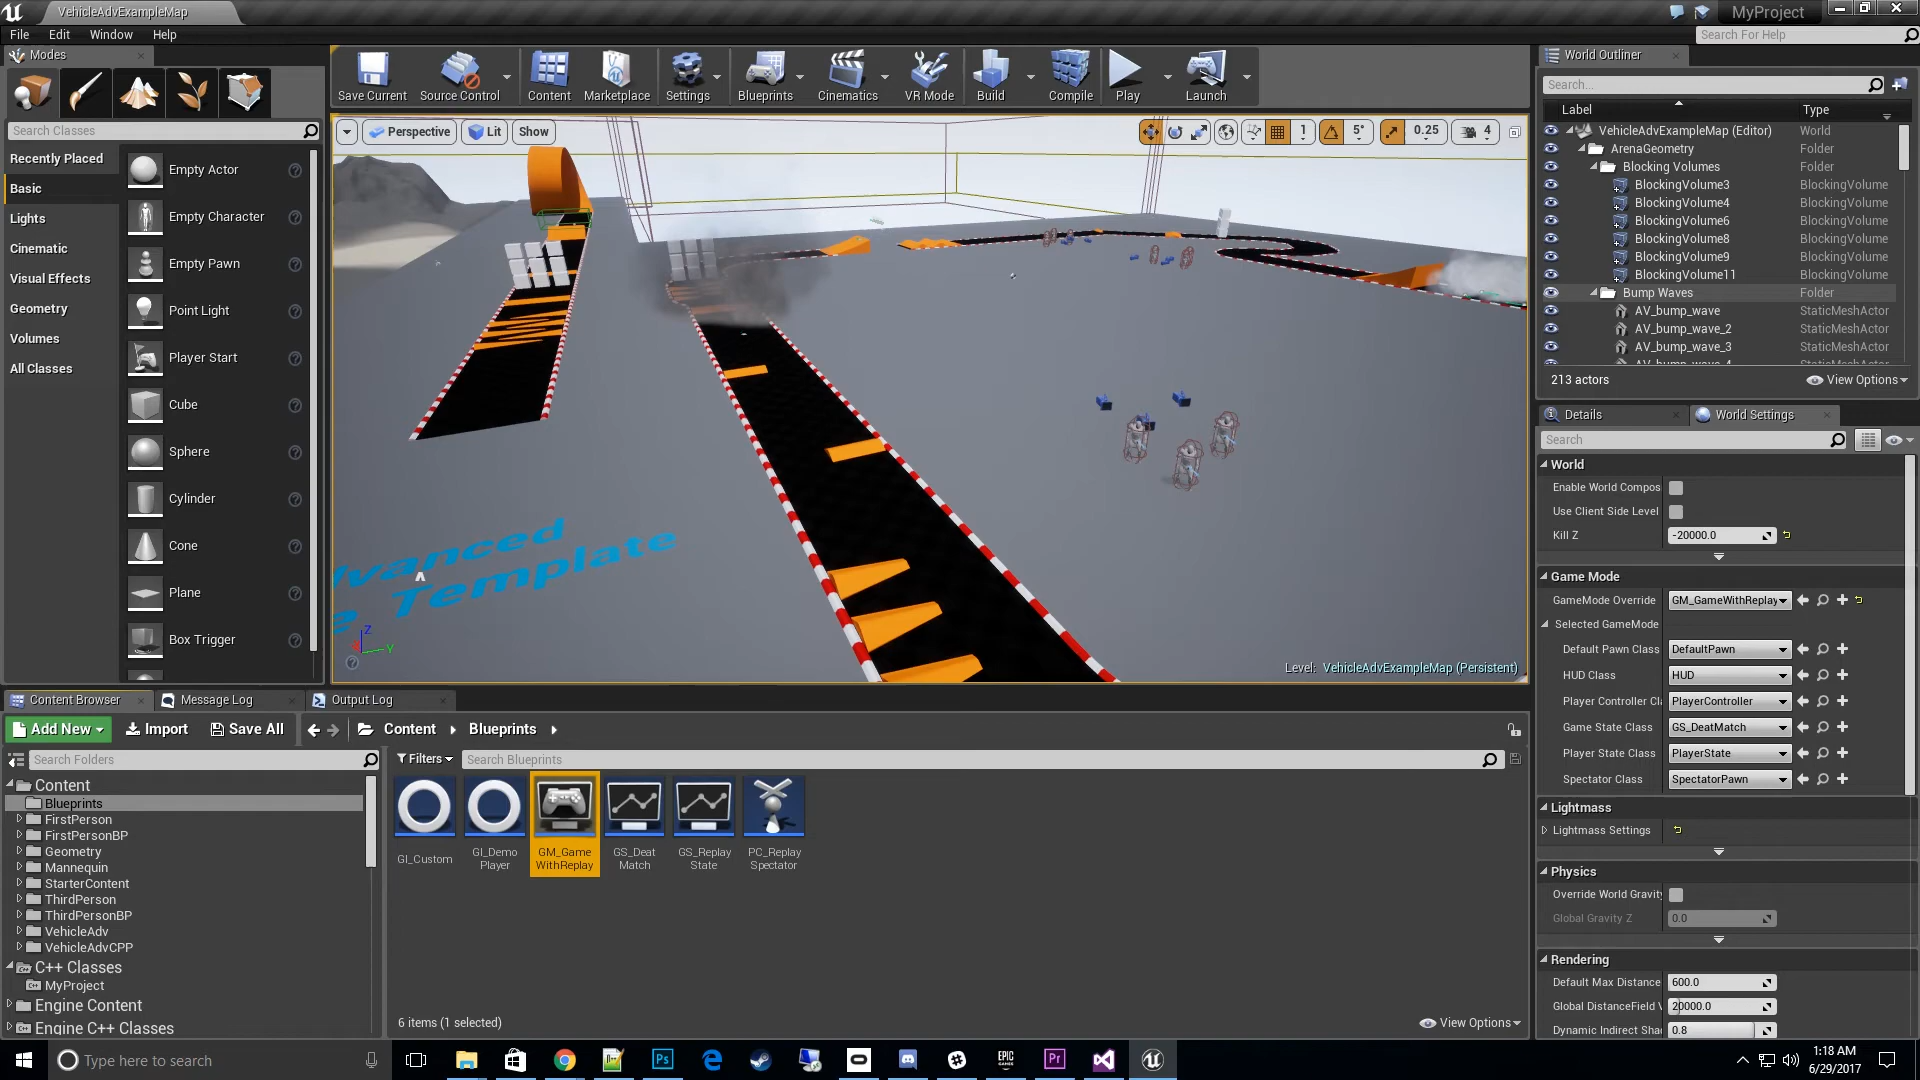 VehicleAdvExampleMap
MyProject
File Edit Window Help
Search For Help
Modes
Save Current
Source Control
Content
Marketplace
Settings
Blueprints
Cinematics
VR Mode
Build
Compile
Play
Launch
World Outliner
Search...
Label Type
Search Classes
Perspective Lit Show
1 5° 0.25 4
Recently Placed
Basic
Lights
Cinematic
Visual Effects
Geometry
Volumes
All Classes
Empty Actor
Empty Character
Empty Pawn
Point Light
Player Start
Cube
Sphere
Cylinder
Cone
Plane
Box Trigger
Template
Z
Y
Level: VehicleAdvExampleMap (Persistent)
VehicleAdvExampleMap (Editor) World
ArenaGeometry Folder
Blocking Volumes Folder
BlockingVolume3 BlockingVolume
BlockingVolume4 BlockingVolume
BlockingVolume6 BlockingVolume
BlockingVolume8 BlockingVolume
BlockingVolume9 BlockingVolume
BlockingVolume11 BlockingVolume
Bump Waves Folder
AV_bump_wave StaticMeshActor
AV_bump_wave_2 StaticMeshActor
AV_bump_wave_3 StaticMeshActor
213 actors View Options
Details World Settings
Search
World
Enable World Compos
Use Client Side Level
Kill Z -20000.0
Game Mode
GameMode Override GM_GameWithReplay
Selected GameMode
Default Pawn Class DefaultPawn
HUD Class HUD
Player Controller Cl PlayerController
Game State Class GS_DeatMatch
Player State Class PlayerState
Spectator Class SpectatorPawn
Lightmass
Lightmass Settings
Physics
Override World Gravity
Global Gravity Z 0.0
Rendering
Default Max Distance 600.0
Global DistanceField V 20000.0
Dynamic Indirect Sha 0.8
Content Browser Message Log Output Log
Add New Import Save All Content Blueprints
Search Folders
Filters Search Blueprints
Content
Blueprints
FirstPerson
FirstPersonBP
Geometry
Mannequin
StarterContent
ThirdPerson
ThirdPersonBP
VehicleAdv
VehicleAdvCPP
C++ Classes
MyProject
Engine Content
Engine C++ Classes
GI_Custom
GI_Demo
Player
GM_Game
WithReplay
GS_Deat
Match
GS_Replay
State
PC_Replay
Spectator
6 items (1 selected) View Options
Type here to search
Ps
EPIC
GAMES
Pr
1:18 AM
6/29/2017